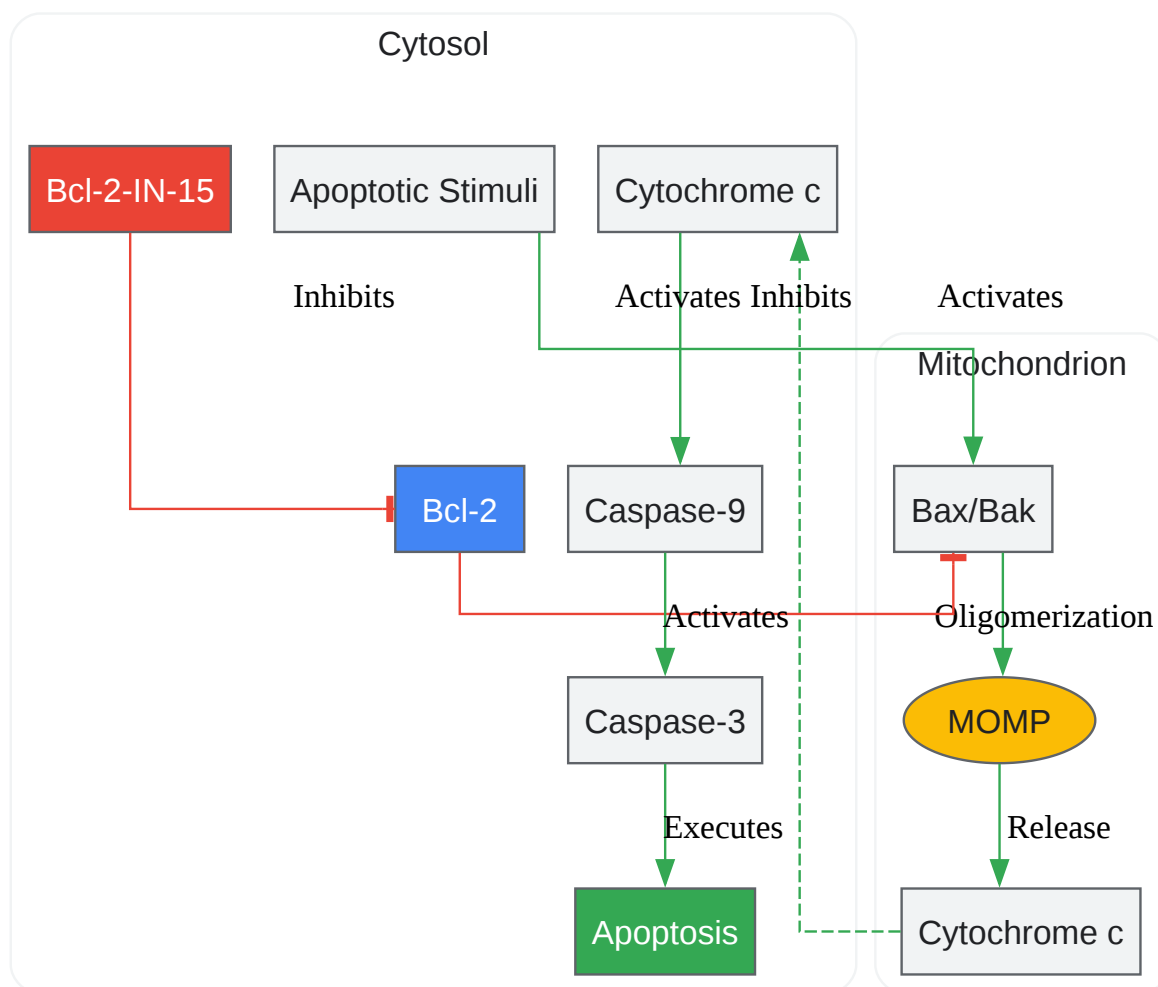 Cytosol
Bcl-2-IN-15
Apoptotic Stimuli
Cytochrome c
Inhibits
Activates
Inhibits
Activates
Mitochondrion
Bcl-2
Caspase-9
Bax/Bak
Activates
Oligomerization
Caspase-3
MOMP
Executes
Release
Apoptosis
Cytochrome c